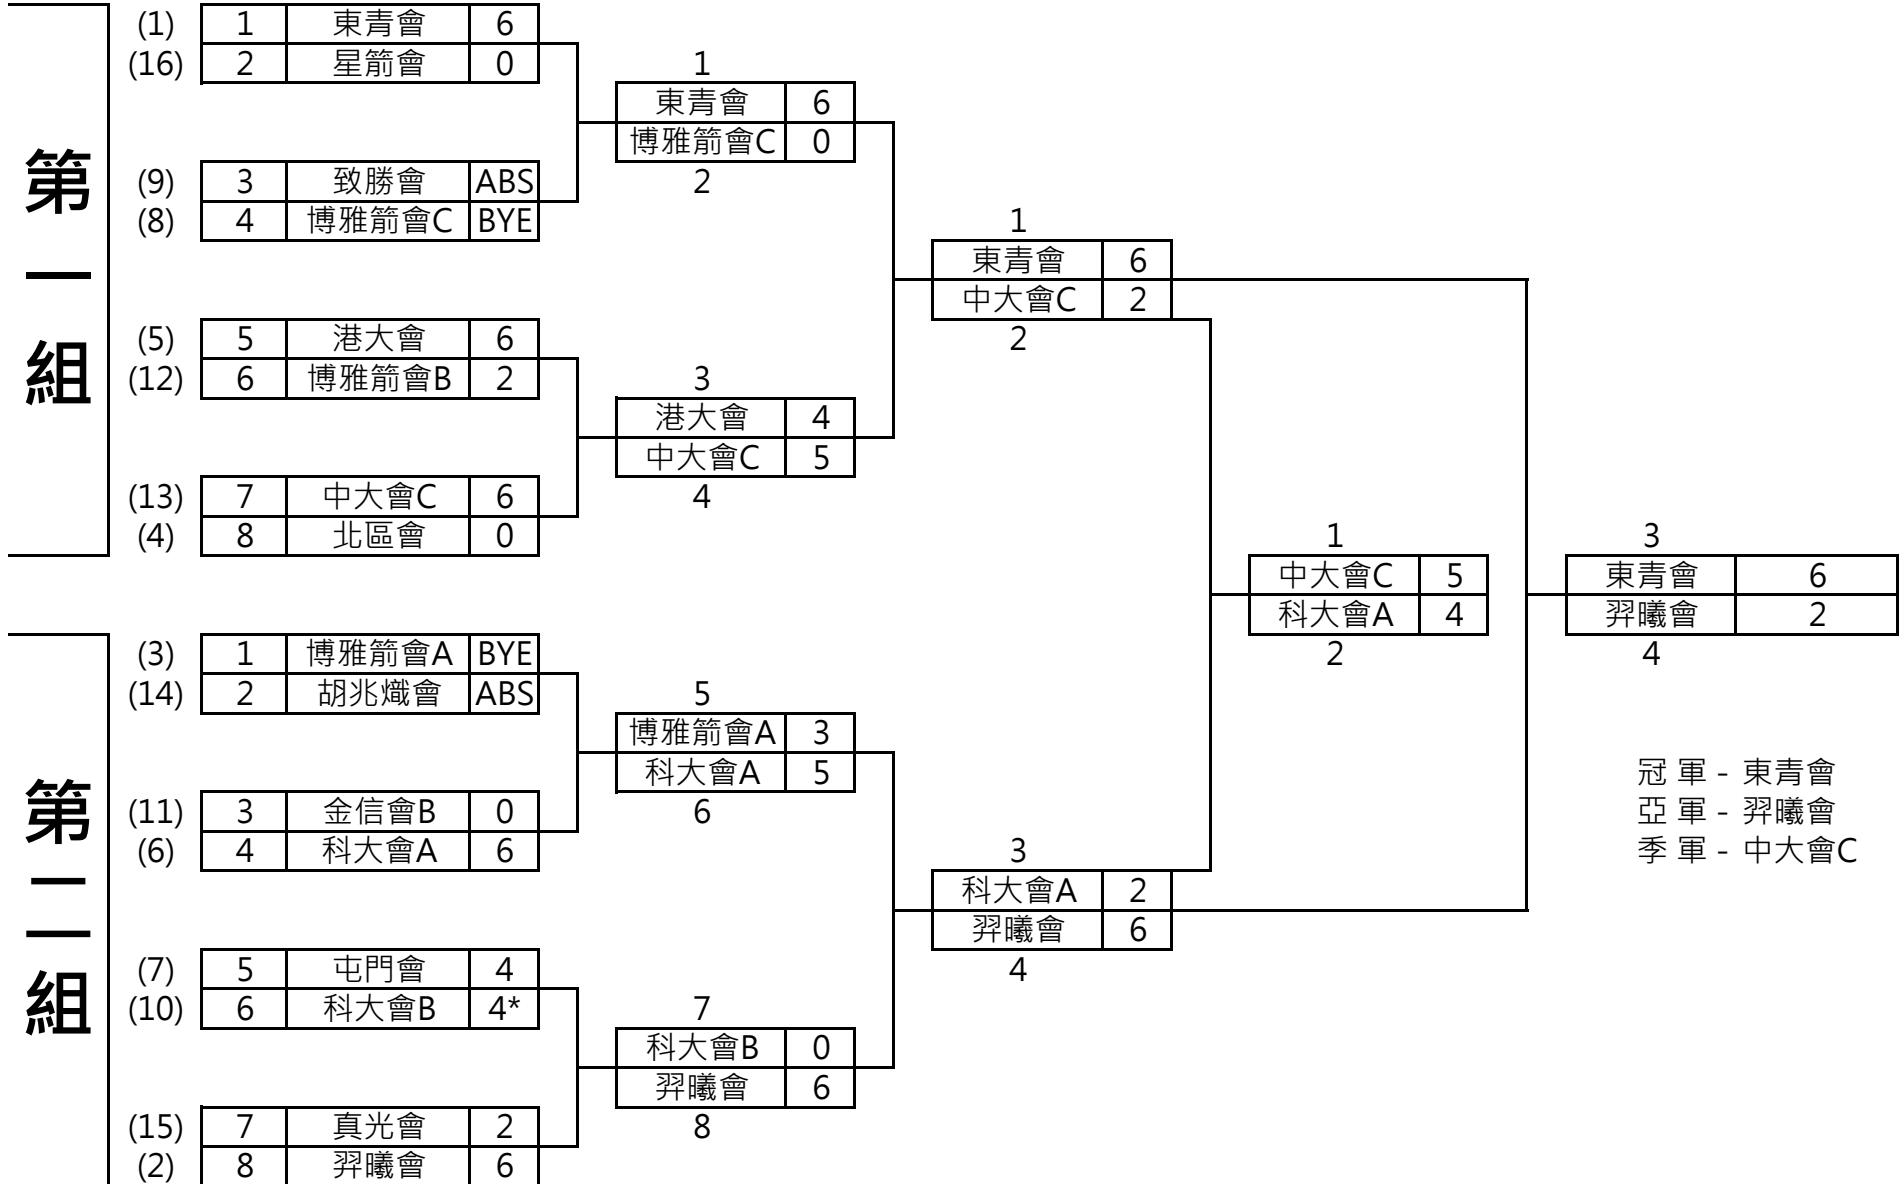 第一組
(1) 1 東青會 6
(16) 2 星箭會 0
(9) 3 致勝會 ABS
(8) 4 博雅箭會C BYE
(5) 5 港大會 6
(12) 6 博雅箭會B 2
(13) 7 中大會C 6
(4) 8 北區會 0
第二組
(3) 1 博雅箭會A BYE
(14) 2 胡兆熾會 ABS
(11) 3 金信會B 0
(6) 4 科大會A 6
(7) 5 屯門會 4
(10) 6 科大會B 4*
(15) 7 真光會 2
(2) 8 羿曦會 6
1
東青會 6
博雅箭會C 0
2
3
港大會 4
中大會C 5
4
5
博雅箭會A 3
科大會A 5
6
7
科大會B 0
羿曦會 6
8
1
東青會 6
中大會C 2
2
3
科大會A 2
羿曦會 6
4
1
中大會C 5
科大會A 4
2
3
東青會 6
羿曦會 2
4
冠 軍 - 東青會
亞 軍 - 羿曦會
季 軍 - 中大會C